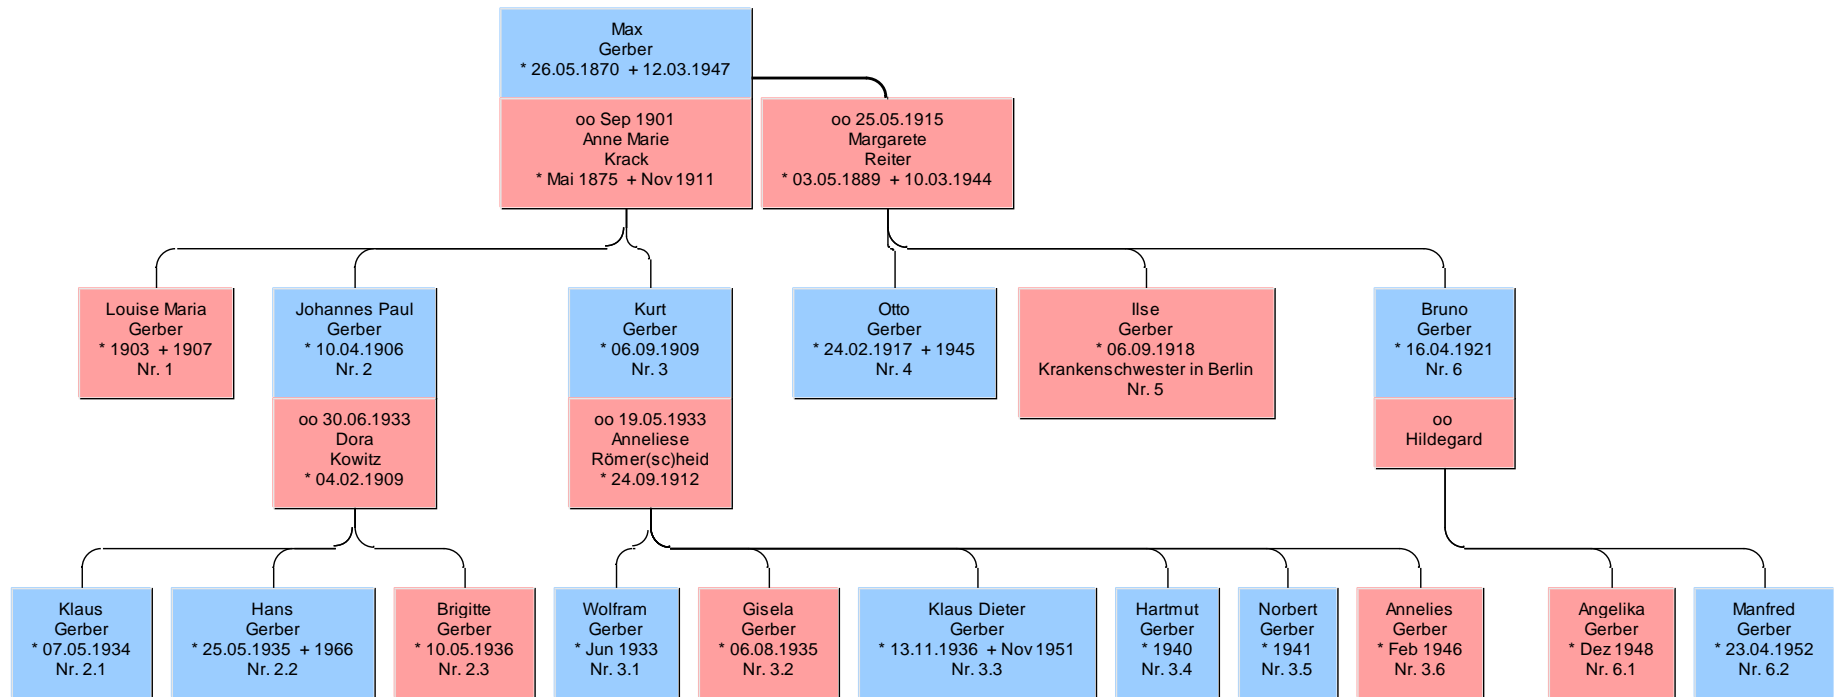 Max
Gerber
* 26.05.1870 + 12.03.1947
oo Sep 1901
Anne Marie
Krack
* Mai 1875 + Nov 1911
oo 25.05.1915
Margarete
Reiter
* 03.05.1889 + 10.03.1944
Louise Maria
Gerber
* 1903 + 1907
Nr. 1
Johannes Paul
Gerber
* 10.04.1906
Nr. 2
oo 30.06.1933
Dora
Kowitz
* 04.02.1909
Kurt
Gerber
* 06.09.1909
Nr. 3
oo 19.05.1933
Anneliese
Römer(sc)heid
* 24.09.1912
Otto
Gerber
* 24.02.1917 + 1945
Nr. 4
Ilse
Gerber
* 06.09.1918
Krankenschwester in Berlin
Nr. 5
Bruno
Gerber
* 16.04.1921
Nr. 6
oo
Hildegard
Klaus
Gerber
* 07.05.1934
Nr. 2.1
Hans
Gerber
* 25.05.1935 + 1966
Nr. 2.2
Brigitte
Gerber
* 10.05.1936
Nr. 2.3
Wolfram
Gerber
* Jun 1933
Nr. 3.1
Gisela
Gerber
* 06.08.1935
Nr. 3.2
Klaus Dieter
Gerber
* 13.11.1936 + Nov 1951
Nr. 3.3
Hartmut
Gerber
* 1940
Nr. 3.4
Norbert
Gerber
* 1941
Nr. 3.5
Annelies
Gerber
* Feb 1946
Nr. 3.6
Angelika
Gerber
* Dez 1948
Nr. 6.1
Manfred
Gerber
* 23.04.1952
Nr. 6.2